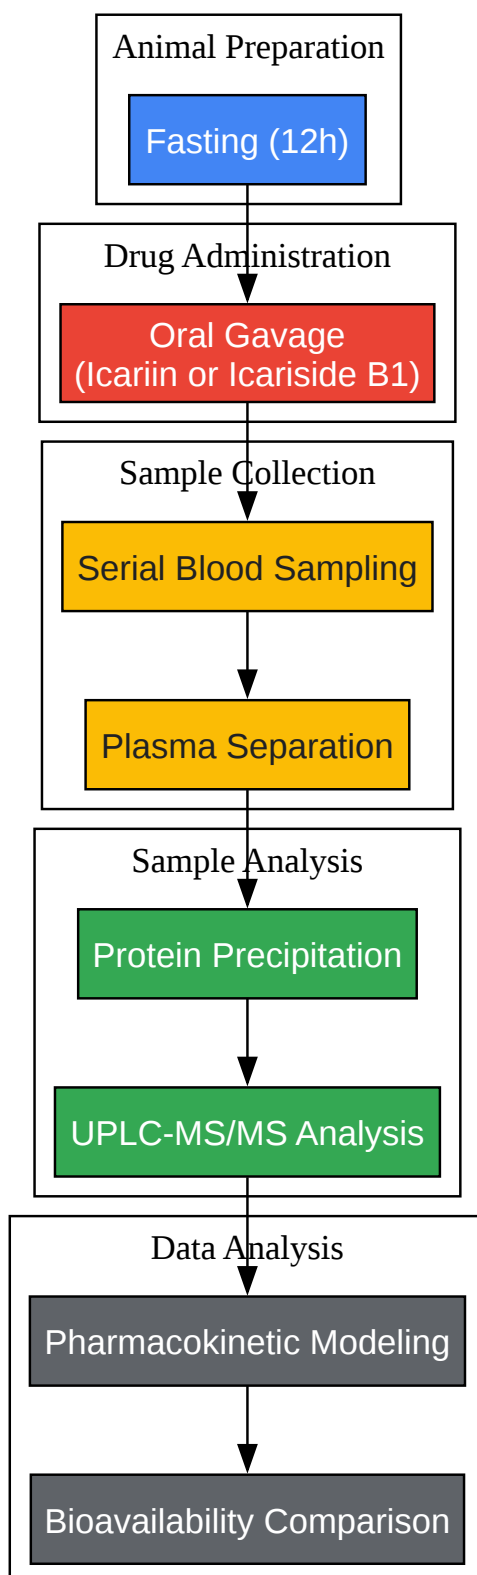 Animal Preparation
Fasting (12h)
Drug Administration
Oral Gavage
(Icariin or Icariside B1)
Sample Collection
Serial Blood Sampling
Plasma Separation
Sample Analysis
Protein Precipitation
UPLC-MS/MS Analysis
Data Analysis
Pharmacokinetic Modeling
Bioavailability Comparison